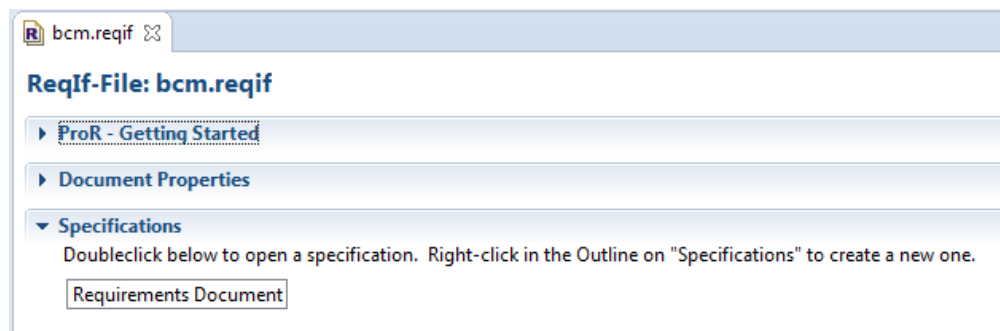 bcm.reqif
ReqIf-File: bcm.reqif
ProR - Getting Started
Document Properties
Specifications
Doubleclick below to open a specification. Right-click in the Outline on "Specifications" to create a new one.
Requirements Document